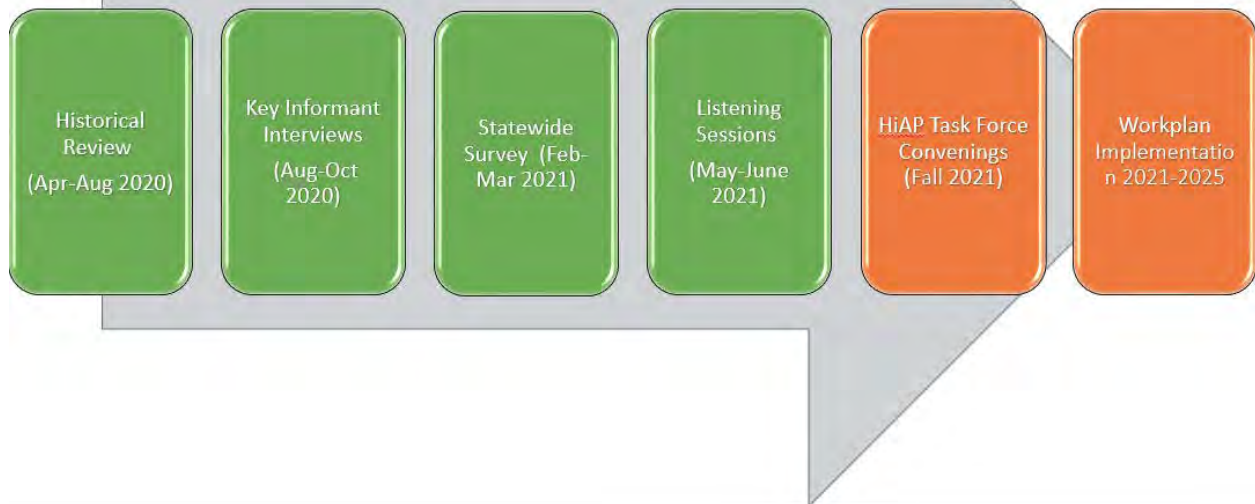 Historical
Review
(Apr-Aug 2020)
Key Informant
Interviews
(Aug-Oct
2020)
Statewide
Survey (Feb-
Mar 2021)
Listening
Sessions
(May-June
2021)
HiAP Task Force
Convenings
(Fall 2021)
Workplan
Implementatio
n 2021-2025